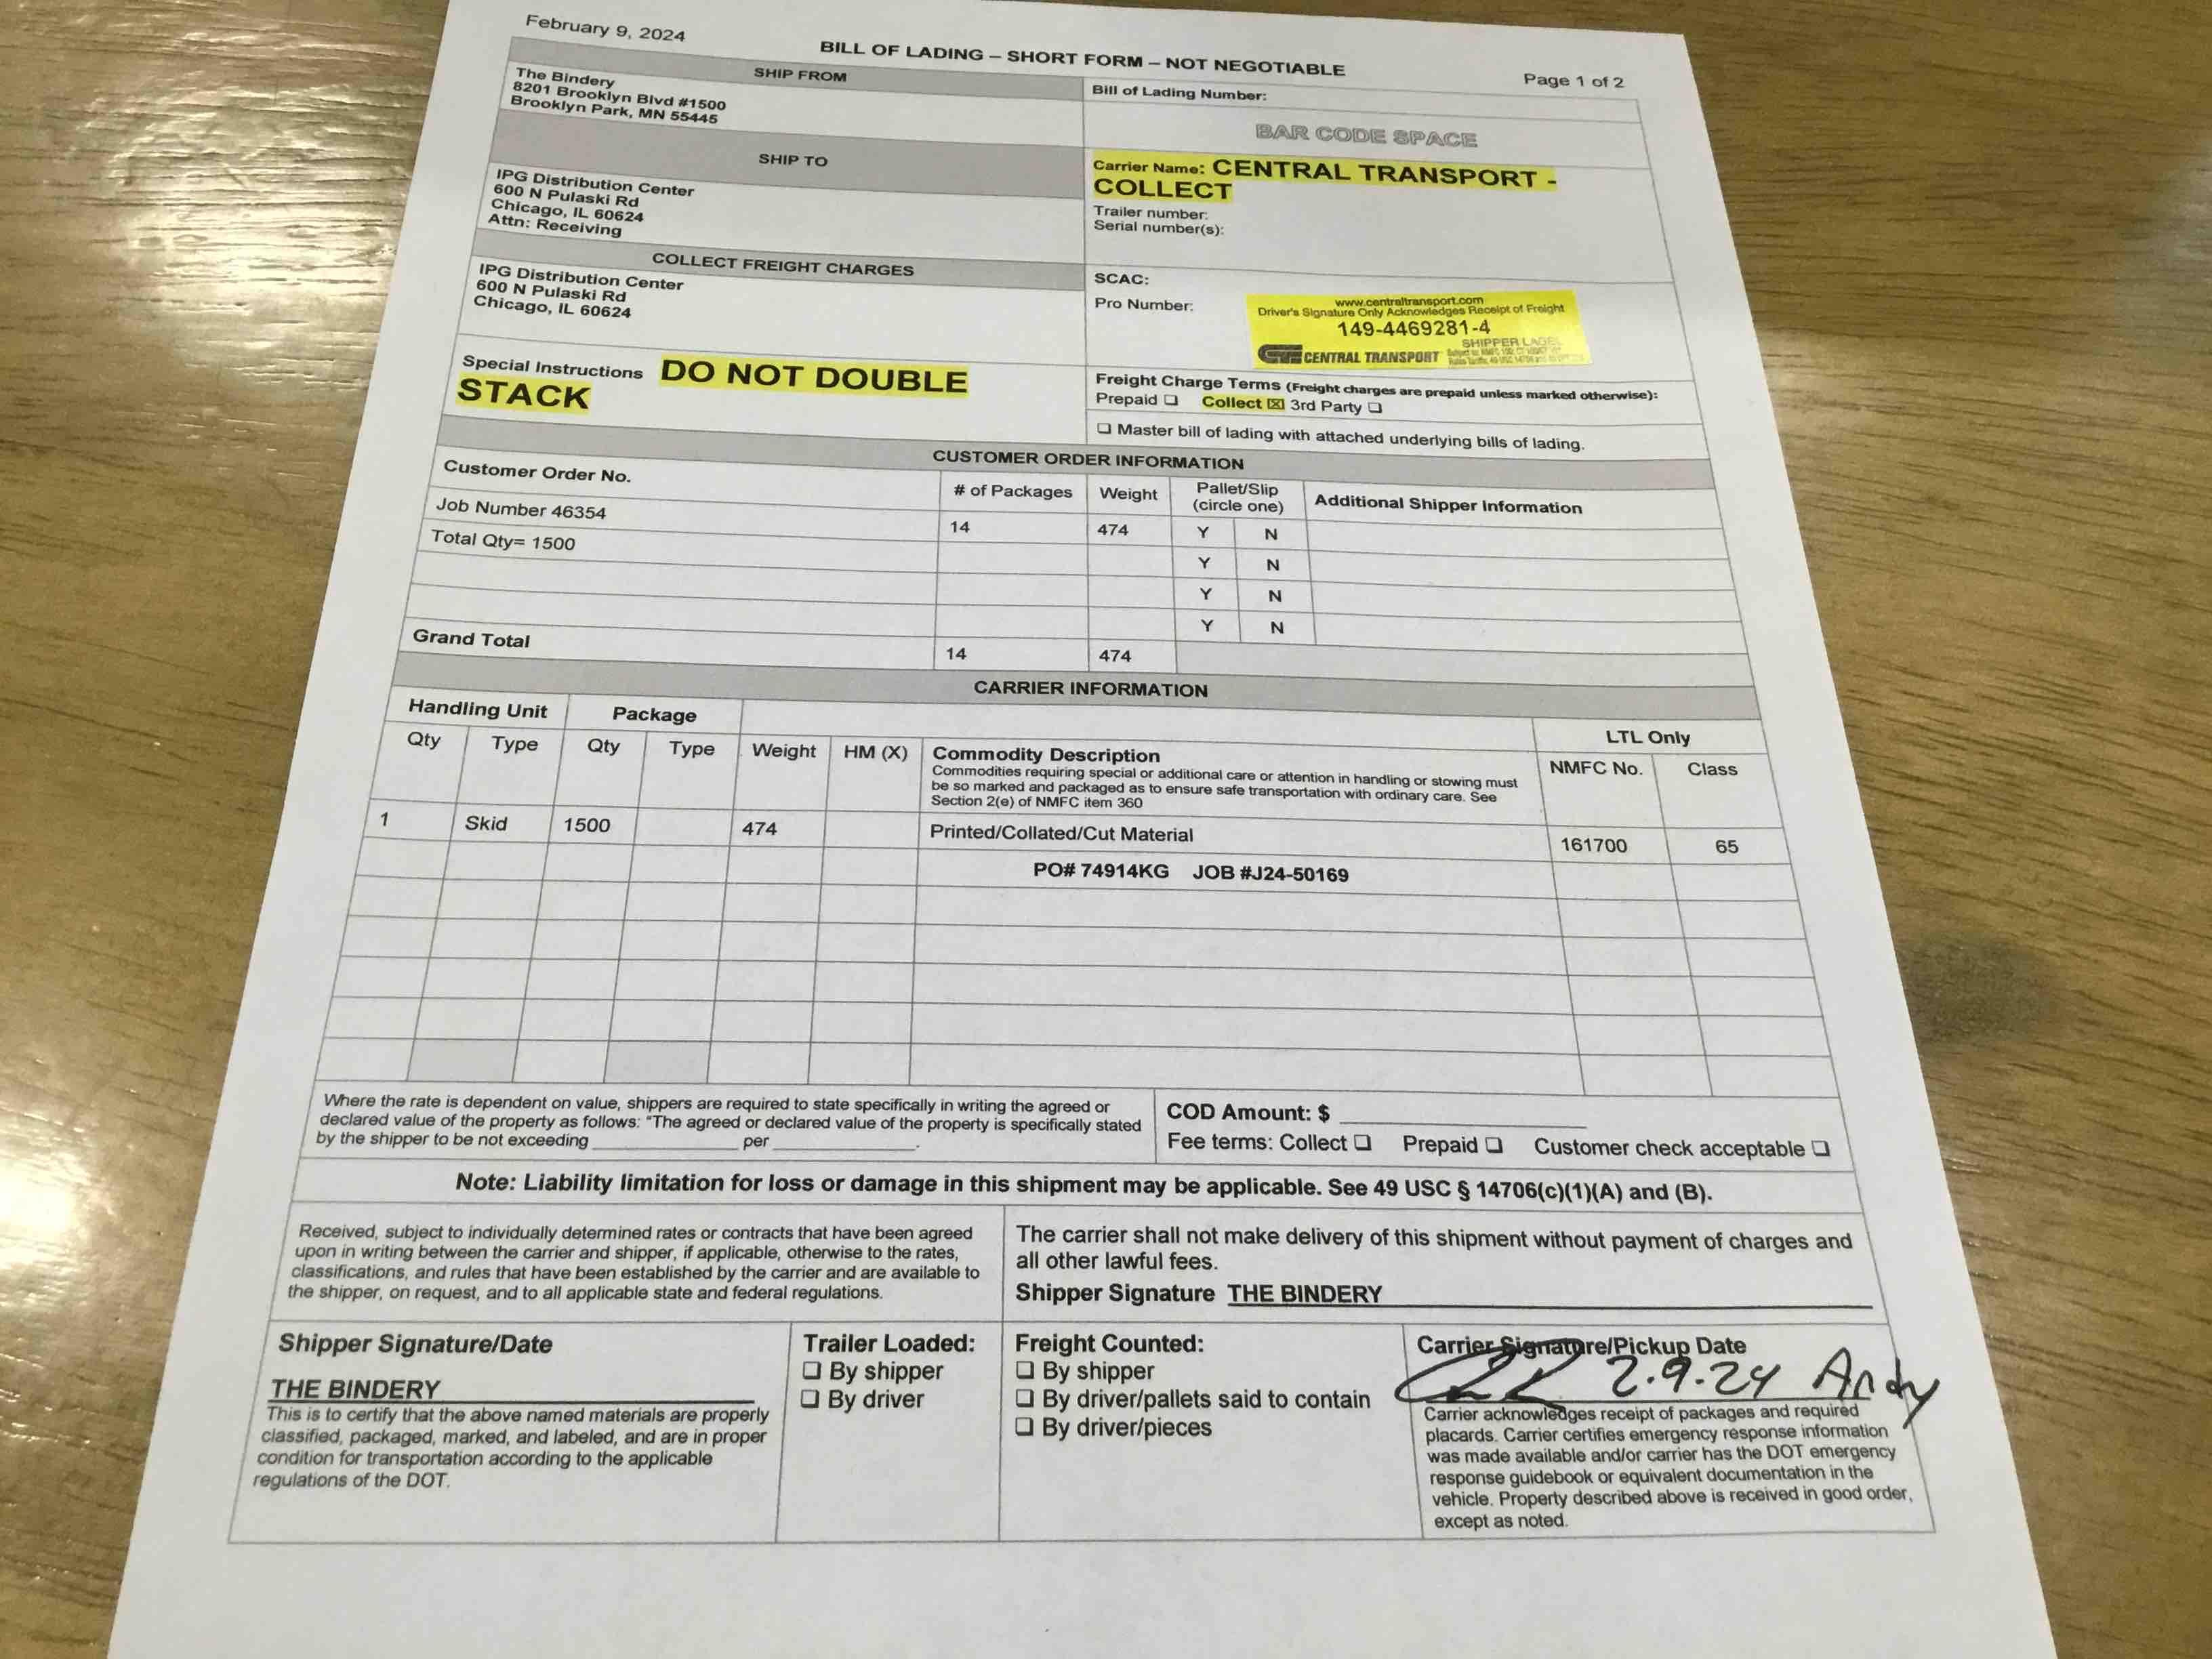 February 9, 2024
BILL OF LADING – SHORT FORM – NOT NEGOTIABLE
Page 1 of 2
SHIP FROM
The Bindery
8201 Brooklyn Blvd #1500
Brooklyn Park, MN 55445
Bill of Lading Number:
BAR CODE SPACE
SHIP TO
IPG Distribution Center
600 N Pulaski Rd
Chicago, IL 60624
Attn: Receiving
Carrier Name: CENTRAL TRANSPORT -
COLLECT
Trailer number:
Serial number(s):
COLLECT FREIGHT CHARGES
IPG Distribution Center
600 N Pulaski Rd
Chicago, IL 60624
SCAC:
Pro Number:
www.centraltransport.com
Driver's Signature Only Acknowledges Receipt of Freight
149-4469281-4
SHIPPER LABEL
CENTRAL TRANSPORT
Special Instructions DO NOT DOUBLE
STACK
Freight Charge Terms (Freight charges are prepaid unless marked otherwise):
Prepaid ❑ Collect ☒ 3rd Party ❑
❑ Master bill of lading with attached underlying bills of lading.
CUSTOMER ORDER INFORMATION
Customer Order No. # of Packages Weight Pallet/Slip (circle one) Additional Shipper Information
Job Number 46354 14 474 Y N
Total Qty= 1500 Y N
Y N
Y N
Grand Total 14 474
CARRIER INFORMATION
Handling Unit Package LTL Only
Qty Type Qty Type Weight HM (X) Commodity Description NMFC No. Class
Commodities requiring special or additional care or attention in handling or stowing must
be so marked and packaged as to ensure safe transportation with ordinary care. See
Section 2(e) of NMFC item 360
1 Skid 1500 474 Printed/Collated/Cut Material 161700 65
PO# 74914KG JOB #J24-50169
Where the rate is dependent on value, shippers are required to state specifically in writing the agreed or
declared value of the property as follows: "The agreed or declared value of the property is specifically stated
by the shipper to be not exceeding ______ per ______.
COD Amount: $ ______
Fee terms: Collect ❑ Prepaid ❑ Customer check acceptable ❑
Note: Liability limitation for loss or damage in this shipment may be applicable. See 49 USC § 14706(c)(1)(A) and (B).
Received, subject to individually determined rates or contracts that have been agreed
upon in writing between the carrier and shipper, if applicable, otherwise to the rates,
classifications, and rules that have been established by the carrier and are available to
the shipper, on request, and to all applicable state and federal regulations.
The carrier shall not make delivery of this shipment without payment of charges and
all other lawful fees.
Shipper Signature THE BINDERY
Shipper Signature/Date
THE BINDERY
This is to certify that the above named materials are properly
classified, packaged, marked, and labeled, and are in proper
condition for transportation according to the applicable
regulations of the DOT.
Trailer Loaded:
❑ By shipper
❑ By driver
Freight Counted:
❑ By shipper
❑ By driver/pallets said to contain
❑ By driver/pieces
Carrier Signature/Pickup Date
2.9.24 Andy
Carrier acknowledges receipt of packages and required
placards. Carrier certifies emergency response information
was made available and/or carrier has the DOT emergency
response guidebook or equivalent documentation in the
vehicle. Property described above is received in good order,
except as noted.